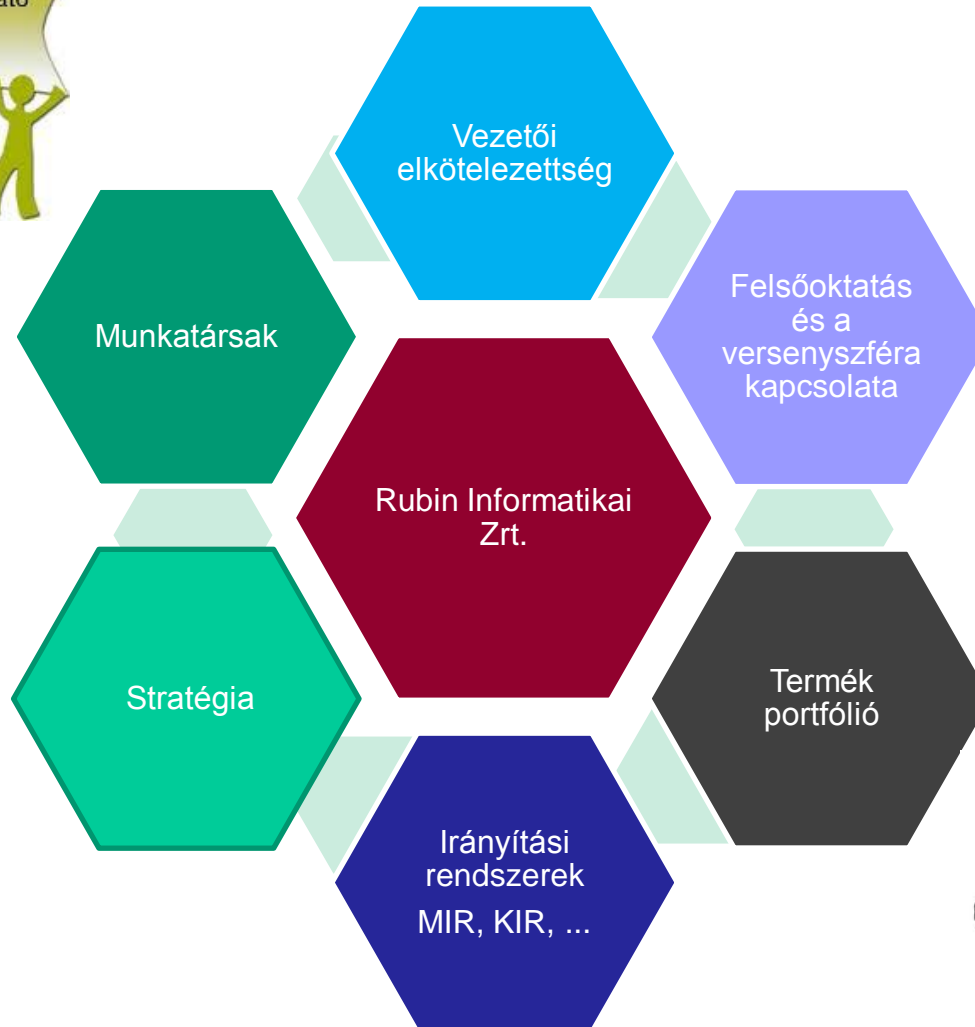 Vezetői
elkötelezettség
Felsőoktatás
és a
versenyszféra
kapcsolata
Munkatársak
Rubin Informatikai
Zrt.
Stratégia
Termék
portfólió
Irányítási
rendszerek
MIR, KIR, ...